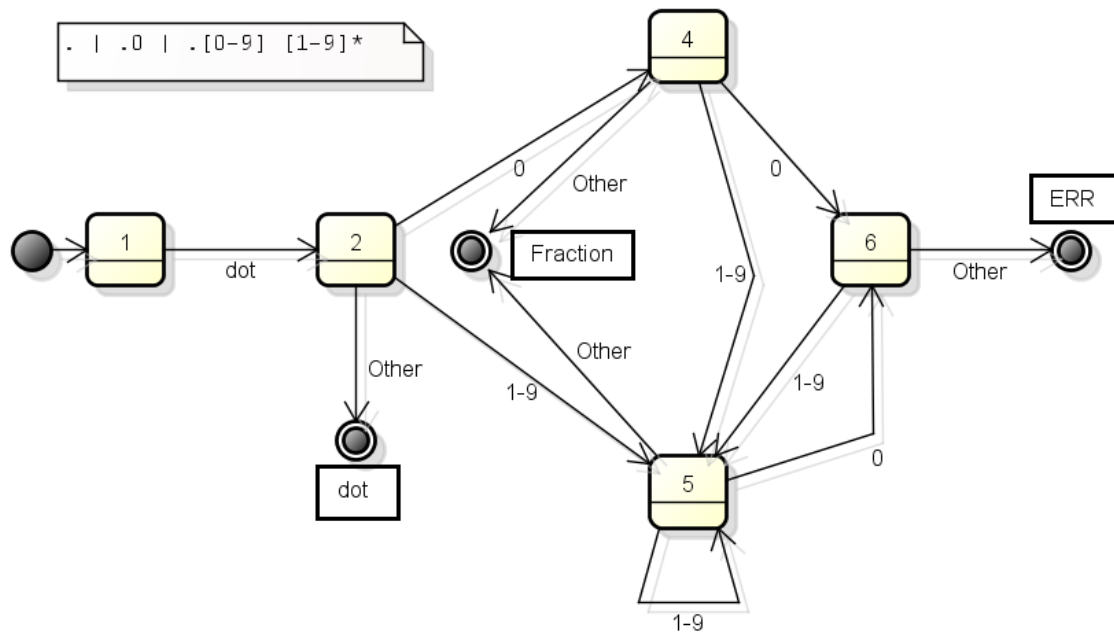 . | .0 | .[0-9] [1-9]*
4
0
Other
0
ERR
1
2
Fraction
6
dot
1-9
Other
Other
Other
1-9
1-9
0
dot
5
1-9